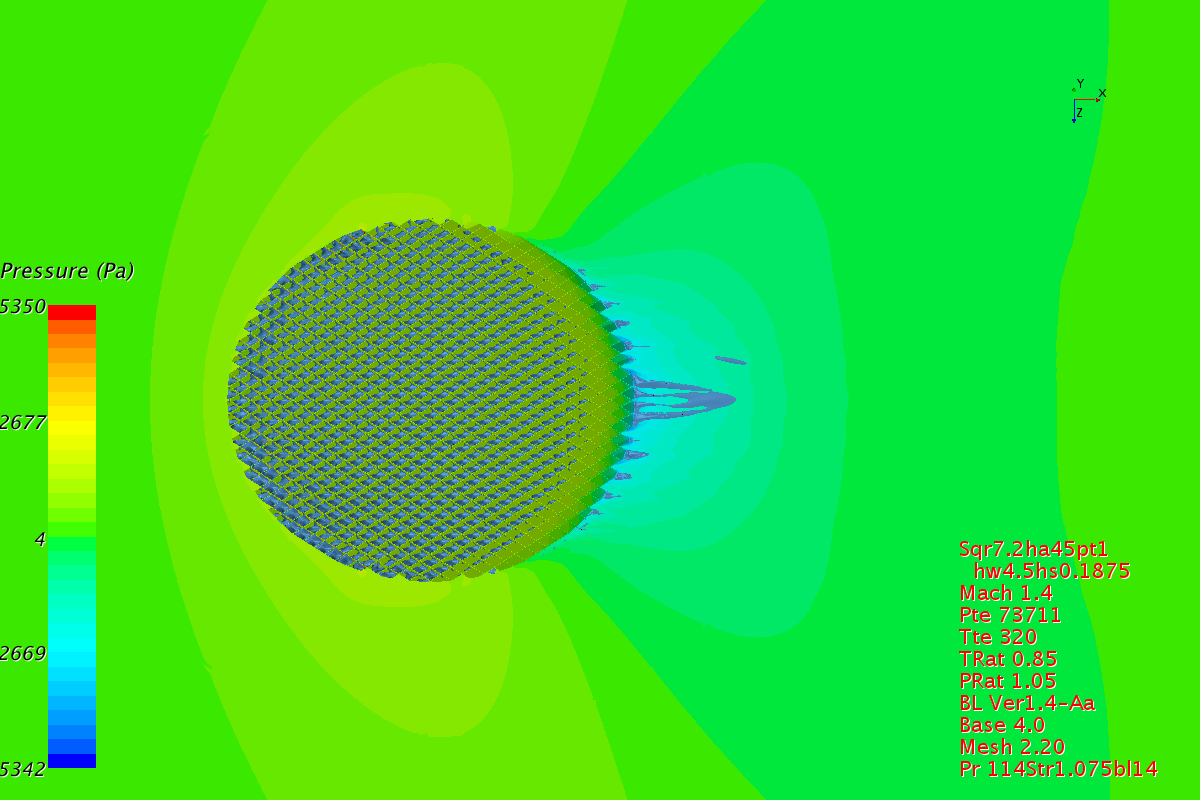 Y
X
Z
Pressure (Pa)
5350
2677
4
2669
5342
Sqr7.2ha45pt1
hw4.5hs0.1875
Mach 1.4
Pte 73711
Tte 320
TRat 0.85
PRat 1.05
BL Ver1.4-Aa
Base 4.0
Mesh 2.20
Pr 114Str1.075bl14